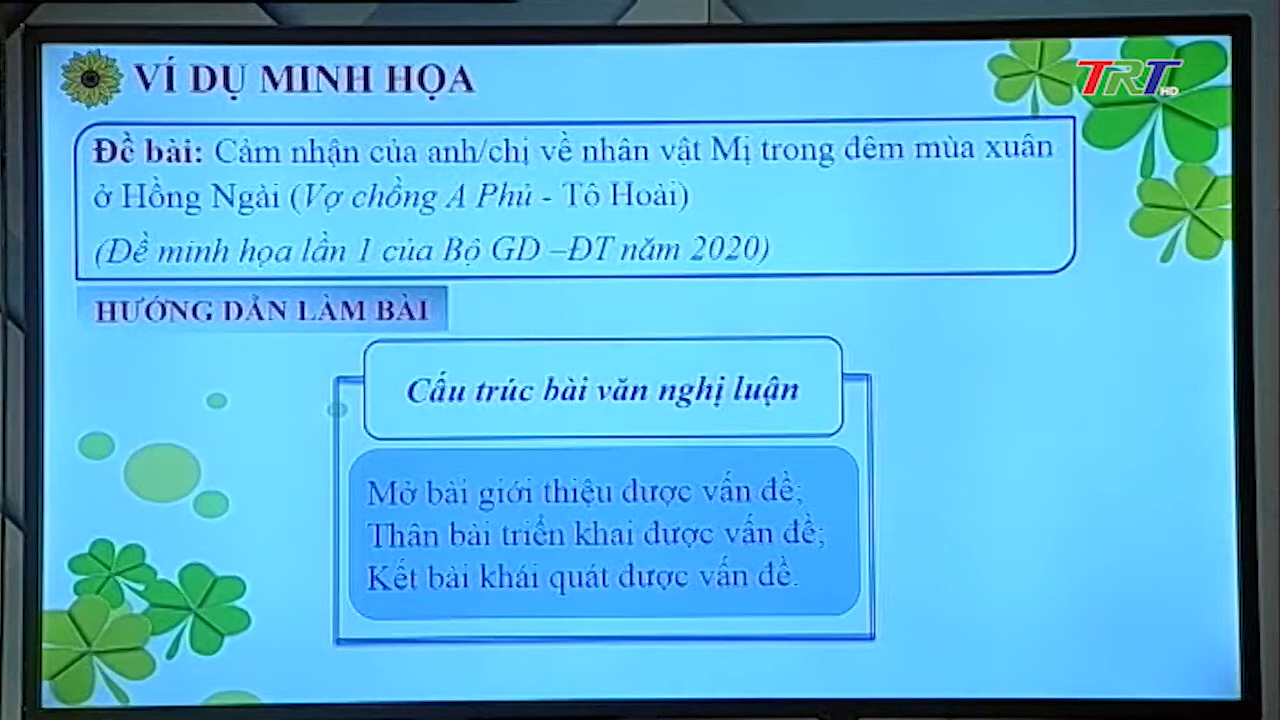 TRT HD
VÍ DỤ MINH HỌA
Đề bài: Cảm nhận của anh/chị về nhân vật Mị trong đêm mùa xuân
ở Hồng Ngài (Vợ chồng A Phủ - Tô Hoài)
(Đề minh họa lần 1 của Bộ GD –ĐT năm 2020)
HƯỚNG DẪN LÀM BÀI
Cấu trúc bài văn nghị luận
Mở bài giới thiệu được vấn đề;
Thân bài triển khai được vấn đề;
Kết bài khái quát được vấn đề.